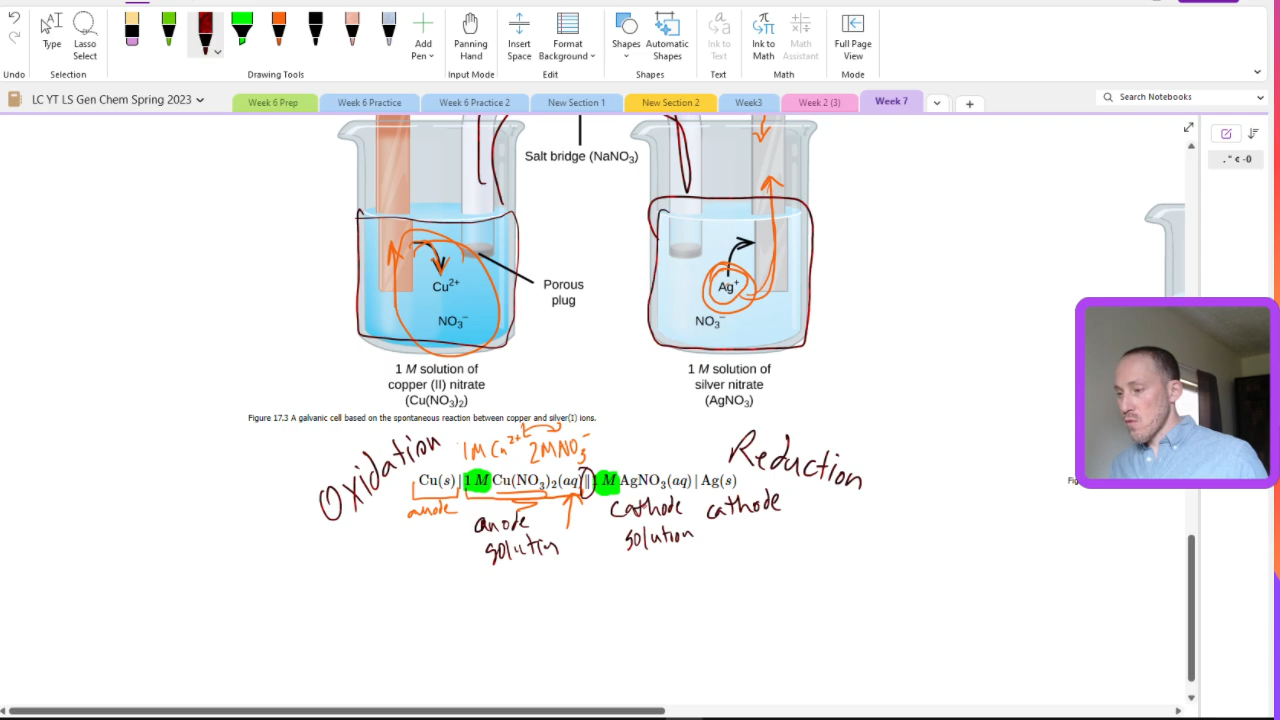 Undo
Type
Lasso Select
Selection
Drawing Tools
Add Pen
Panning Hand
Input Mode
Insert Space
Format Background
Edit
Shapes
Automatic Shapes
Shapes
Ink to Text
Text
Ink to Math
Math Assistant
Math
Full Page View
Mode
LC YT LS Gen Chem Spring 2023
Week 6 Prep
Week 6 Practice
Week 6 Practice 2
New Section 1
New Section 2
Week3
Week 2 (3)
Week 7
Search Notebooks
Salt bridge (NaNO₃)
Cu²⁺
NO₃⁻
Porous
plug
Ag⁺
NO₃⁻
1 M solution of
copper (II) nitrate
(Cu(NO₃)₂)
1 M solution of
silver nitrate
(AgNO₃)
Figure 17.3 A galvanic cell based on the spontaneous reaction between copper and silver(I) ions.
Oxidation
1M Cu²⁺ 2M NO₃⁻
Reduction
Cu(s)|1 M Cu(NO₃)₂(aq)||1 M AgNO₃(aq)|Ag(s)
anode
anode
solution
cathode
solution
cathode